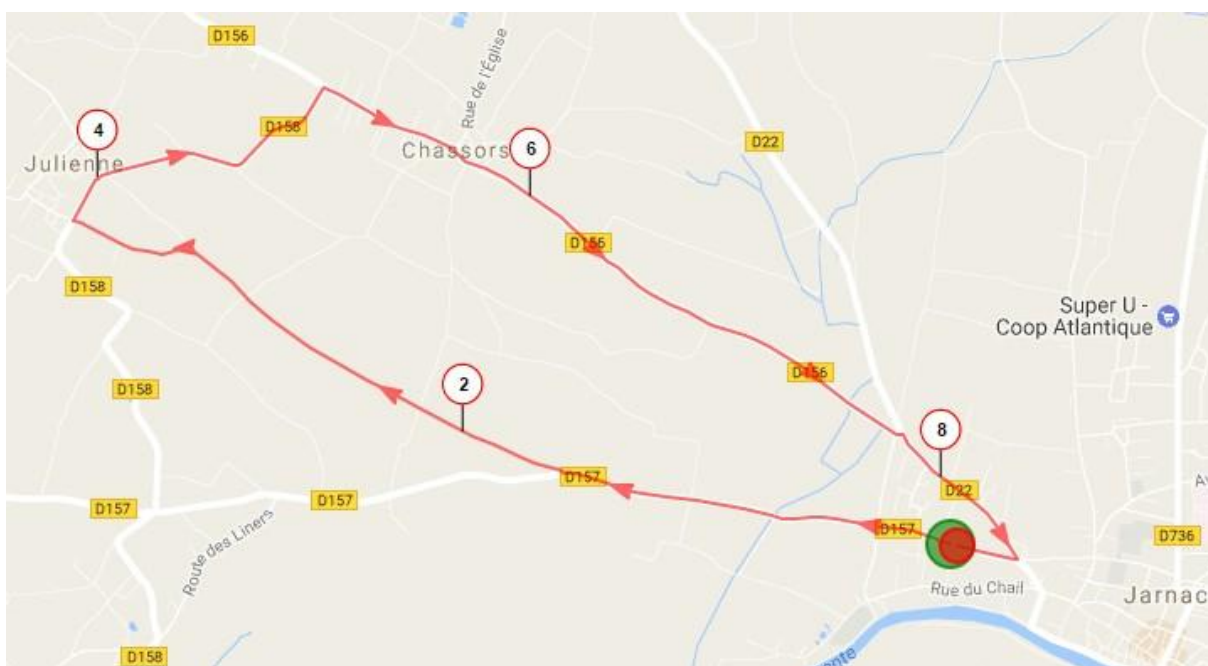 D156
Rue de l'Église
4
D158
6
Julienne
Chassors
D22
D156
D158
Super U -
Coop Atlantique
D156
D158
2
8
D157
D22
D157
D157
D157
D736
Route des Liners
Rue du Chail
Jarnac
D158